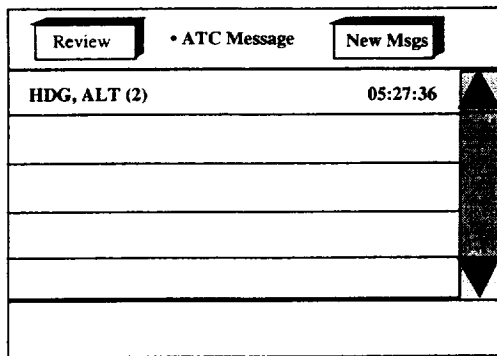 Review • ATC Message New Msgs
HDG, ALT (2) 05:27:36